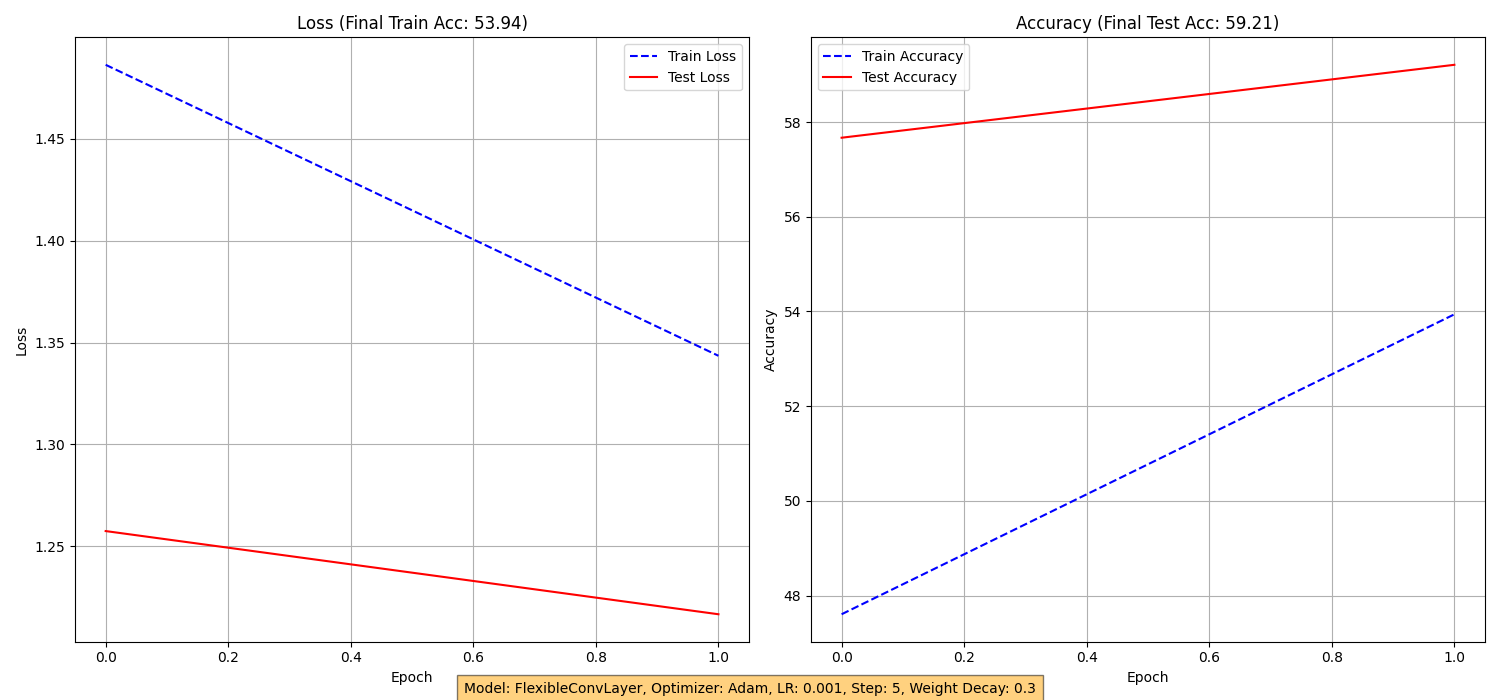 Loss (Final Train Acc: 53.94)
Train Loss
Test Loss
1.45
1.40
1.35
1.30
1.25
Loss
0.0 0.2 0.4 0.6 0.8 1.0
Epoch
Accuracy (Final Test Acc: 59.21)
Train Accuracy
Test Accuracy
58
56
54
52
50
48
Accuracy
0.0 0.2 0.4 0.6 0.8 1.0
Epoch
Model: FlexibleConvLayer, Optimizer: Adam, LR: 0.001, Step: 5, Weight Decay: 0.3